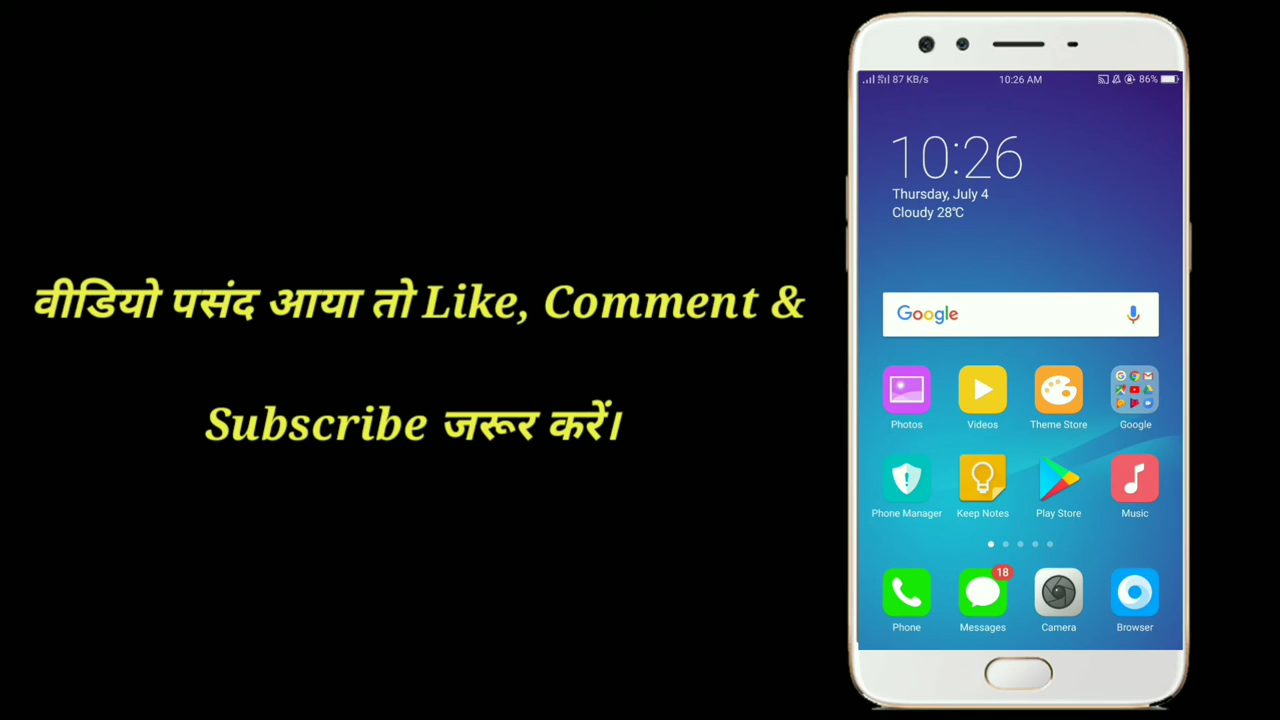 वीडियो पसंद आया तो Like, Comment &
Subscribe जरूर करें।
87 KB/s 10:26 AM 86%
10:26
Thursday, July 4
Cloudy 28℃
Google
Photos Videos Theme Store Google
Phone Manager Keep Notes Play Store Music
18
Phone Messages Camera Browser